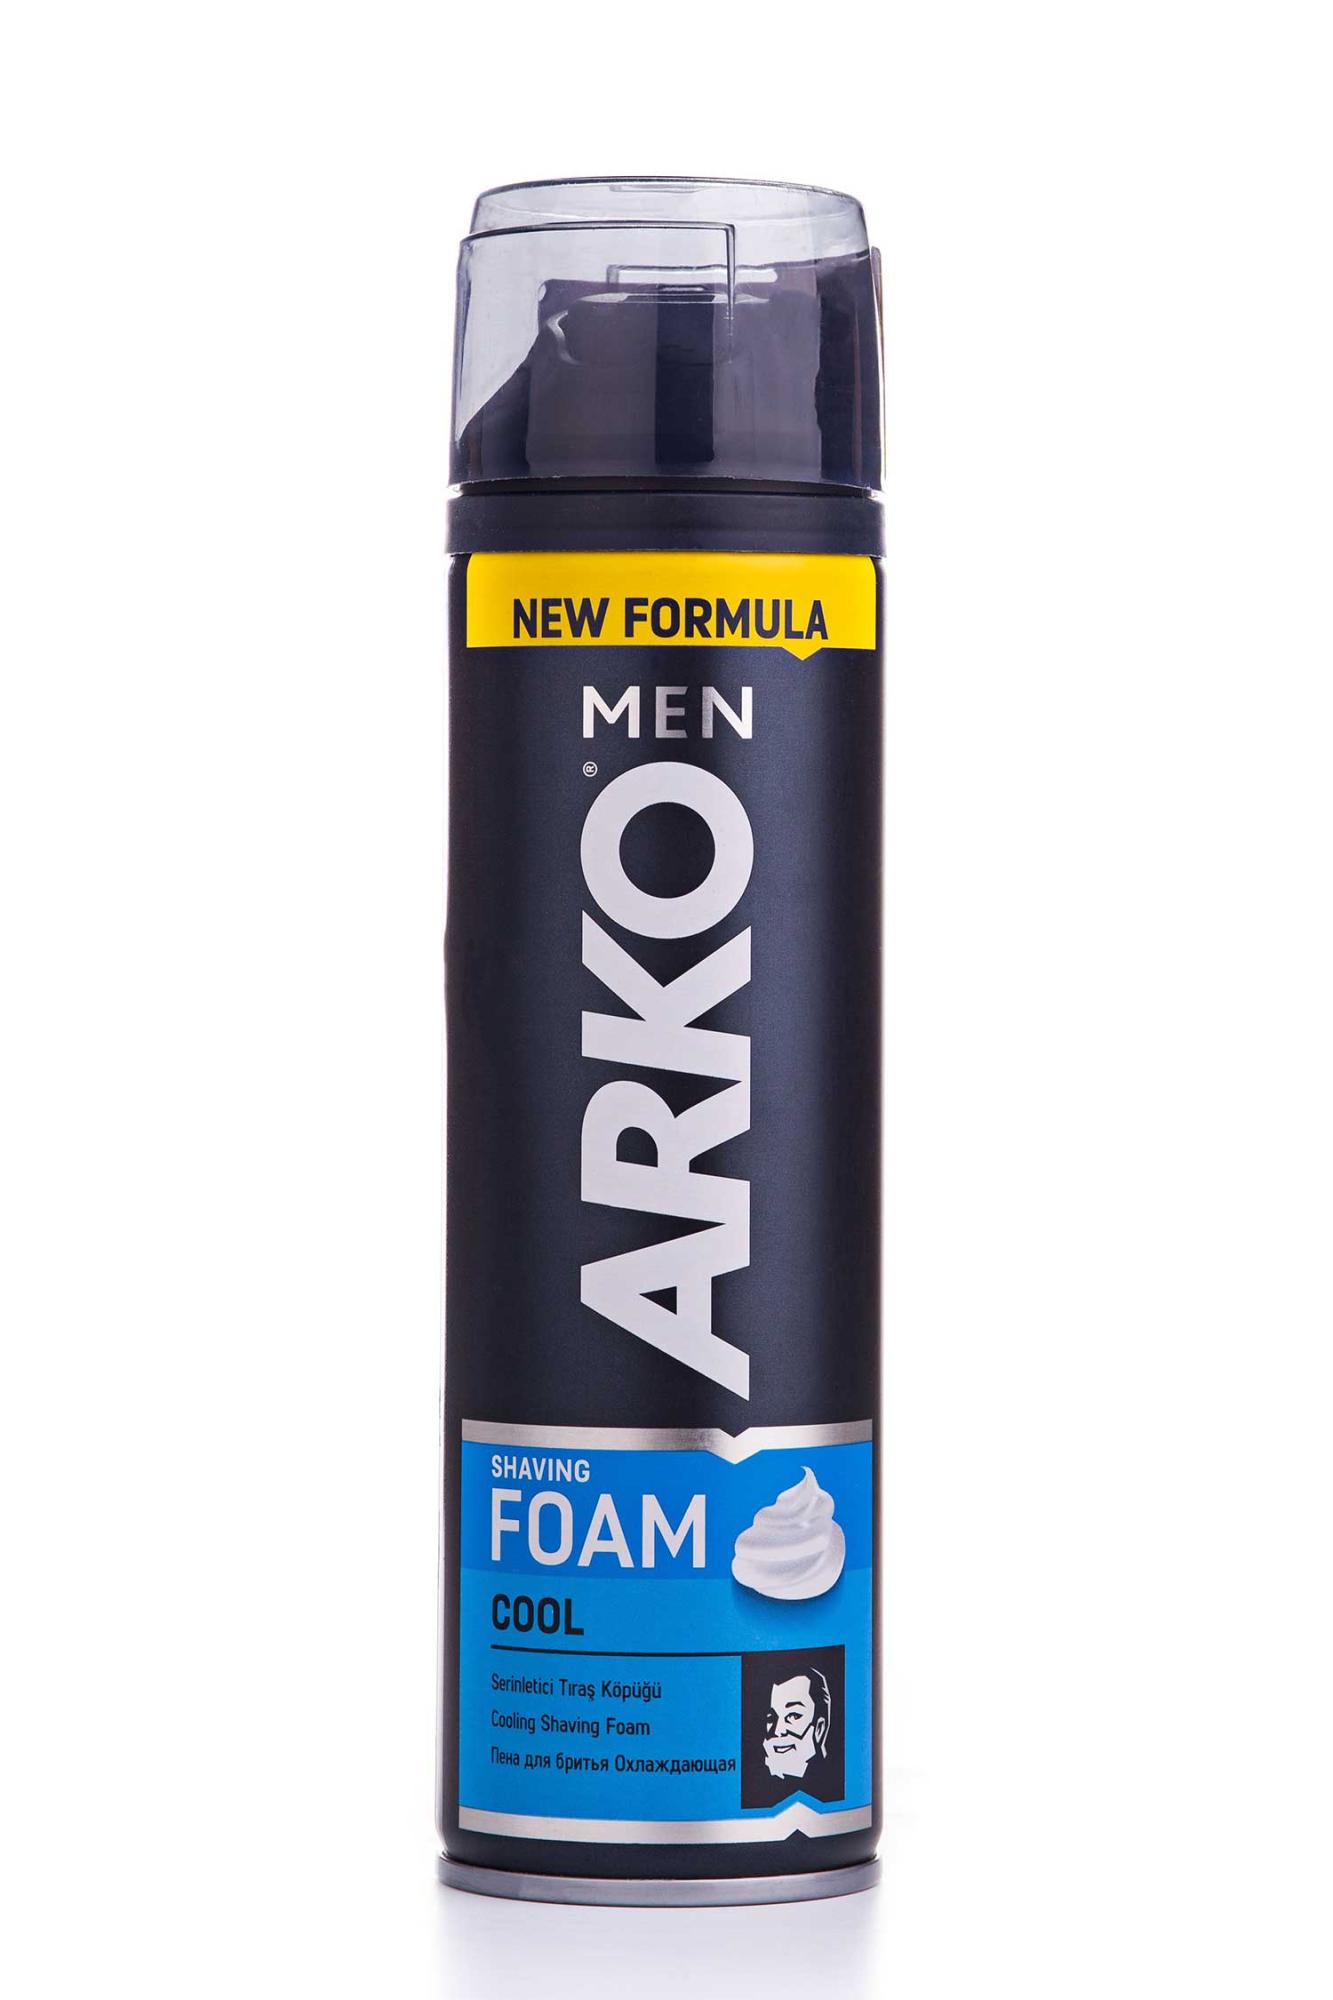 NEW FORMULA
MEN
ARKO®
SHAVING
FOAM
COOL
Serinletici Tıraş Köpüğü
Cooling Shaving Foam
Пена для бритья Охлаждающая